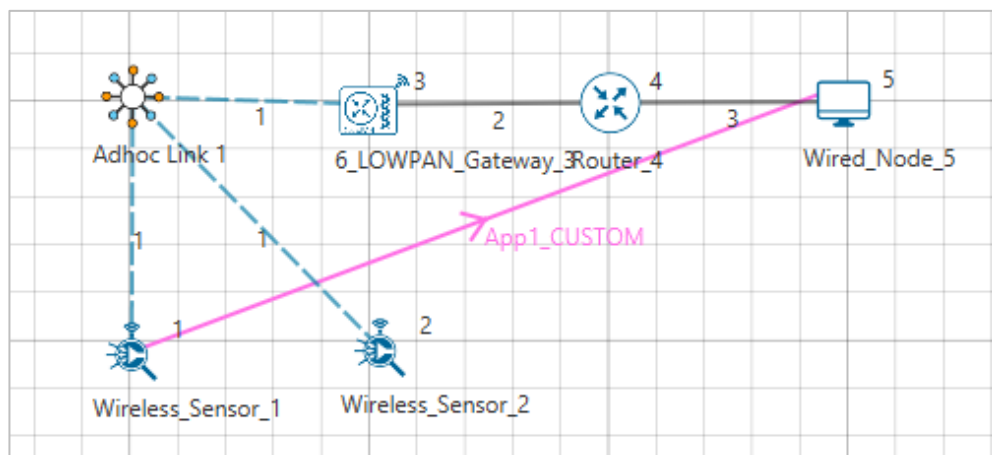 3
4
5
1
2
3
Adhoc Link 1
6_LOWPAN_Gateway_3
Router_4
Wired_Node_5
1
1
App1_CUSTOM
1
2
Wireless_Sensor_1
Wireless_Sensor_2